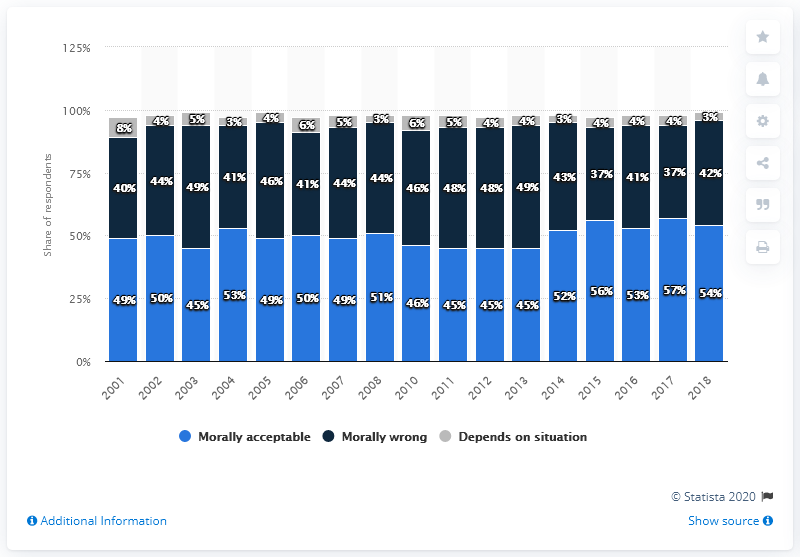 125%
100%
75%
50%
25%
0%
Share of respondents
8% 4% 5% 3% 4% 6% 5% 3% 6% 5% 4% 4% 3% 4% 4% 4% 3%
40% 44% 49% 41% 46% 41% 44% 44% 46% 48% 48% 49% 43% 37% 41% 37% 42%
49% 50% 45% 53% 49% 50% 49% 51% 46% 45% 45% 45% 52% 56% 53% 57% 54%
2001 2002 2003 2004 2005 2006 2007 2008 2010 2011 2012 2013 2014 2015 2016 2017 2018
Morally acceptable Morally wrong Depends on situation
© Statista 2020
Additional Information Show source